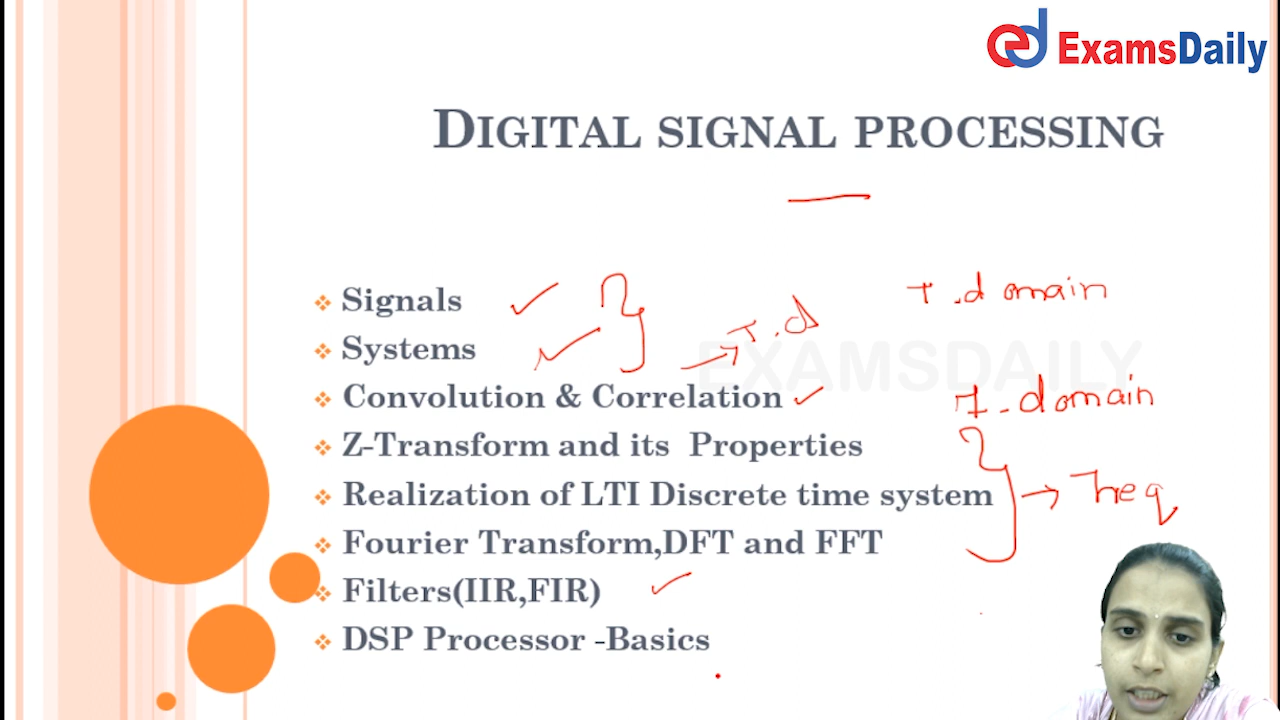 ed ExamsDaily
DIGITAL SIGNAL PROCESSING
Signals
Systems
Convolution & Correlation
Z-Transform and its Properties
Realization of LTI Discrete time system
Fourier Transform,DFT and FFT
Filters(IIR,FIR)
DSP Processor -Basics
T.domain
T.d
EXAMSDAILY
f-domain
freq